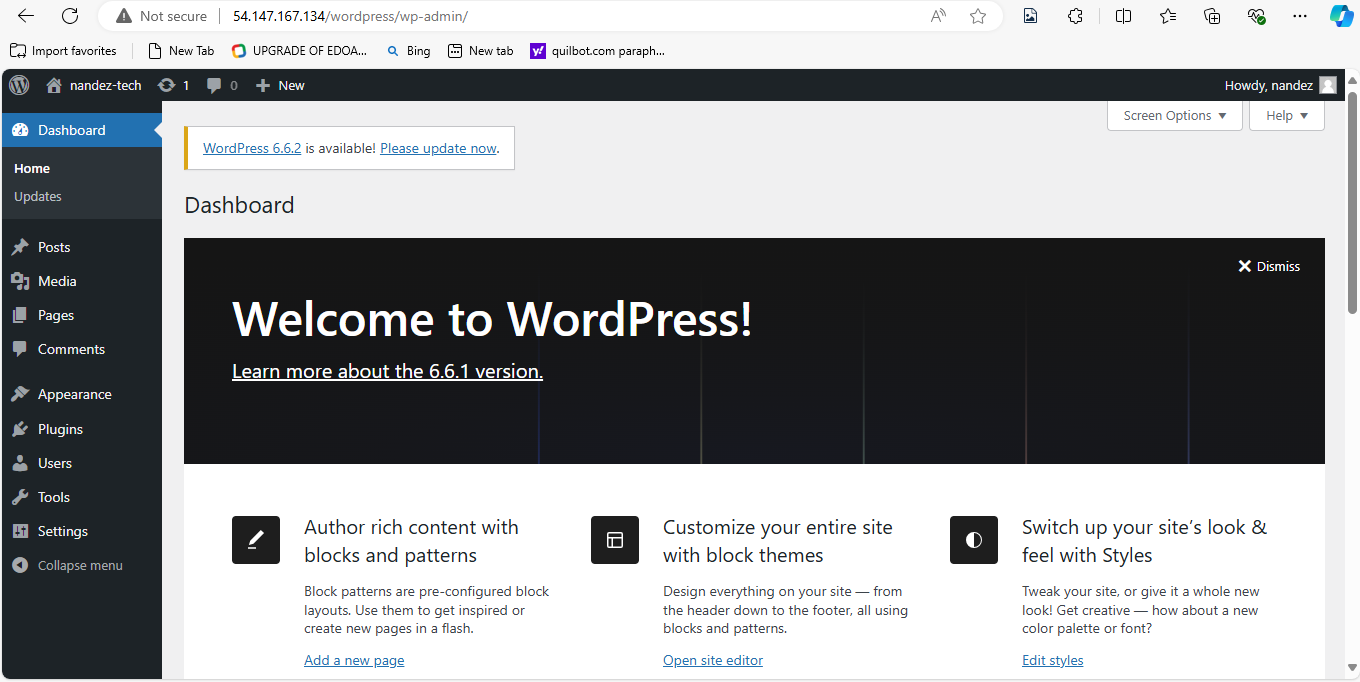 Not secure 54.147.167.134/wordpress/wp-admin/
Import favorites New Tab UPGRADE OF EDOA... Bing New tab quilbot.com paraph...
nandez-tech 1 0 New Howdy, nandez
Screen Options Help
Dashboard
Home
Updates
Posts
Media
Pages
Comments
Appearance
Plugins
Users
Tools
Settings
Collapse menu
WordPress 6.6.2 is available! Please update now.
Dashboard
Dismiss
Welcome to WordPress!
Learn more about the 6.6.1 version.
Author rich content with
blocks and patterns
Block patterns are pre-configured block
layouts. Use them to get inspired or
create new pages in a flash.
Add a new page
Customize your entire site
with block themes
Design everything on your site — from
the header down to the footer, all using
blocks and patterns.
Open site editor
Switch up your site’s look &
feel with Styles
Tweak your site, or give it a whole new
look! Get creative — how about a new
color palette or font?
Edit styles